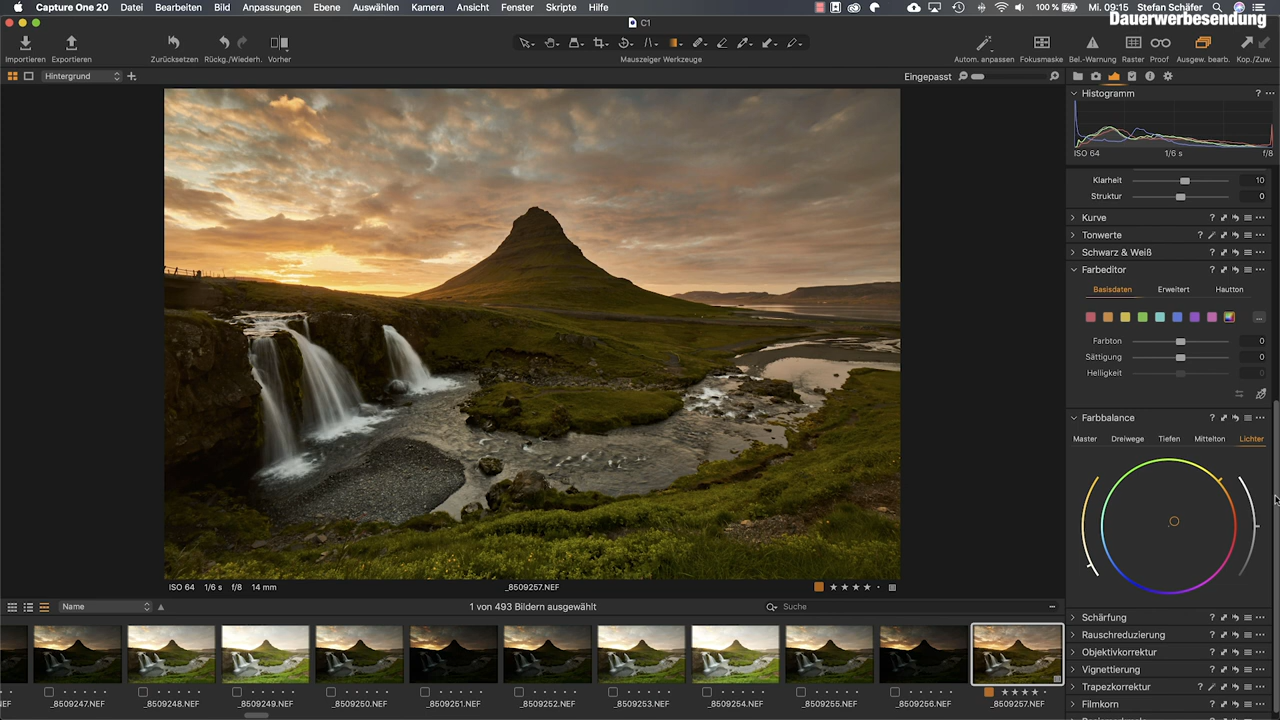 Capture One 20 Datei Bearbeiten Bild Anpassungen Ebene Auswählen Kamera Ansicht Fenster Skripte Hilfe 100 % Mi. 09:15 Stefan Schäfer
Dauerwerbesendung
C1
Importieren Exportieren Zurücksetzen Rückg./Wiederh. Vorher Mauszeiger Werkzeuge Autom. anpassen Fokusmaske Bel.-Warnung Raster Proof Ausgew. bearb. Kop./Zuw.
Hintergrund Eingepasst
Histogramm
ISO 64 1/6 s f/8
Klarheit 10
Struktur 0
Kurve
Tonwerte
Schwarz & Weiß
Farbeditor
Basisdaten Erweitert Hautton
Farbton 0
Sättigung 0
Helligkeit 0
Farbbalance
Master Dreiwege Tiefen Mittelton Lichter
ISO 64 1/6 s f/8 14 mm _8509257.NEF
Name 1 von 493 Bildern ausgewählt Suche
Schärfung
Rauschreduzierung
Objektivkorrektur
Vignettierung
Trapezkorrektur
Filmkorn
NEF _8509247.NEF _8509248.NEF _8509249.NEF _8509250.NEF _8509251.NEF _8509252.NEF _8509253.NEF _8509254.NEF _8509255.NEF _8509256.NEF _8509257.NEF